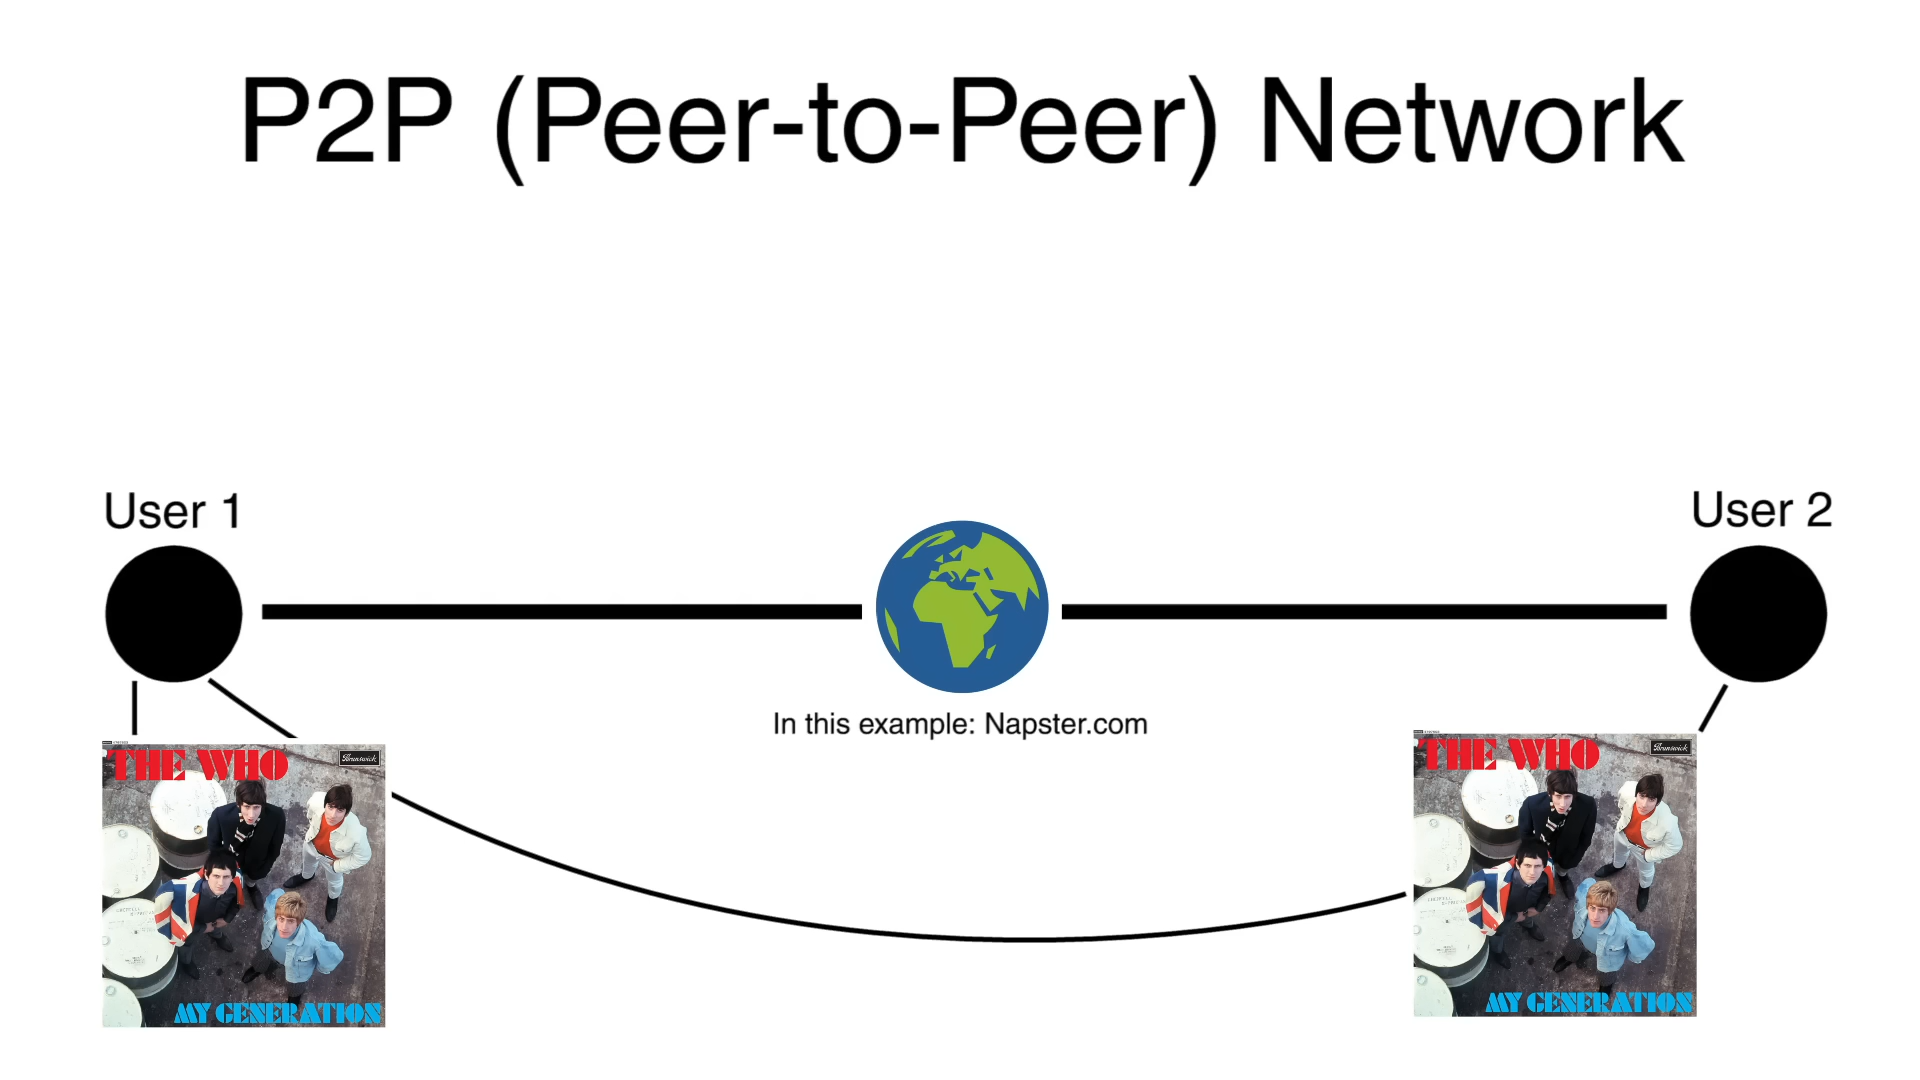 P2P (Peer-to-Peer) Network
User 1
User 2
In this example: Napster.com
THE WHO
Brunswick
MY GENERATION
THE WHO
Brunswick
MY GENERATION